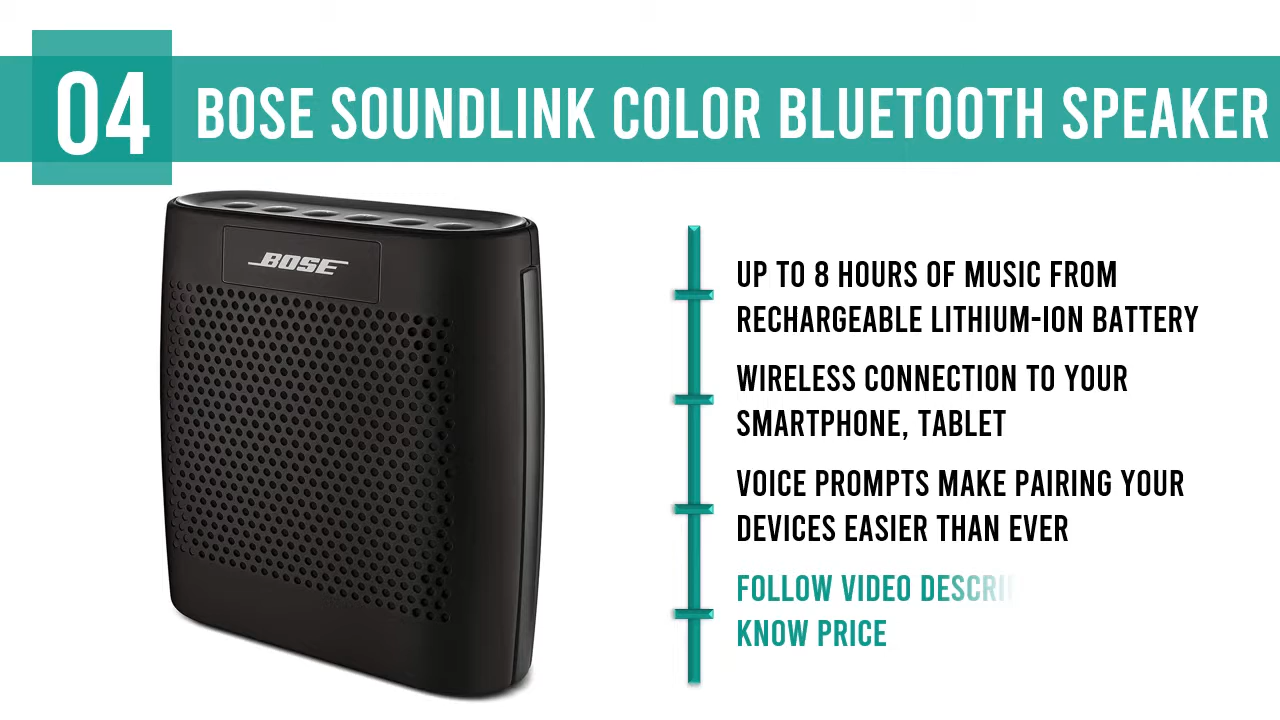 04
BOSE SOUNDLINK COLOR BLUETOOTH SPEAKER
BOSE
UP TO 8 HOURS OF MUSIC FROM
RECHARGEABLE LITHIUM-ION BATTERY
WIRELESS CONNECTION TO YOUR
SMARTPHONE, TABLET
VOICE PROMPTS MAKE PAIRING YOUR
DEVICES EASIER THAN EVER
FOLLOW VIDEO
KNOW PRICE